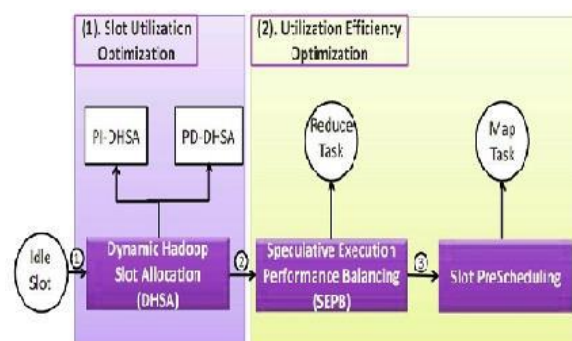 (1). Slot Utilization
Optimization
(2). Utilization Efficiency
Optimization
PI-DHSA
PD-DHSA
Reduce
Task
Map
Task
Idle
Slot
①
Dynamic Hadoop
Slot Allocation
(DHSA)
②
Speculative Execution
Performance Balancing
(SEPB)
③
Slot PreScheduling